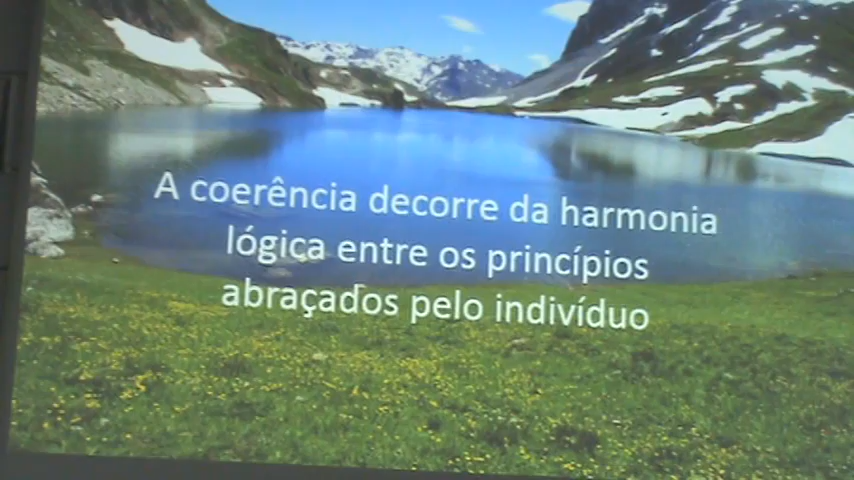 A coerência decorre da harmonia
lógica entre os princípios
abraçados pelo indivíduo